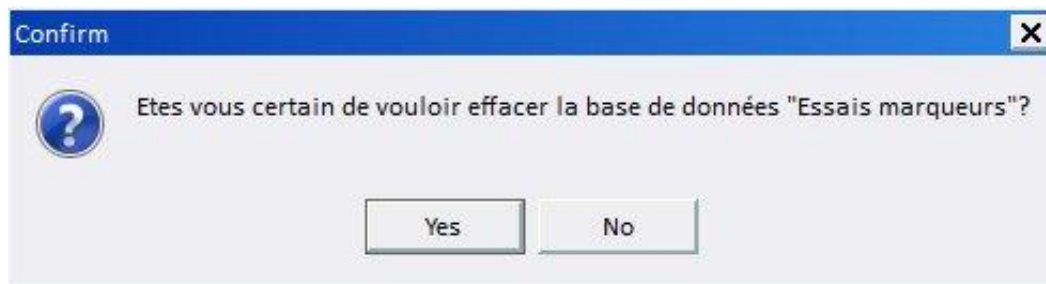 Confirm
Etes vous certain de vouloir effacer la base de données "Essais marqueurs"?
Yes
No